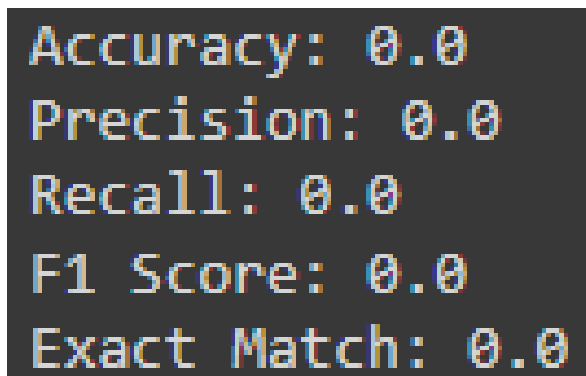 Accuracy: 0.0
Precision: 0.0
Recall: 0.0
F1 Score: 0.0
Exact Match: 0.0